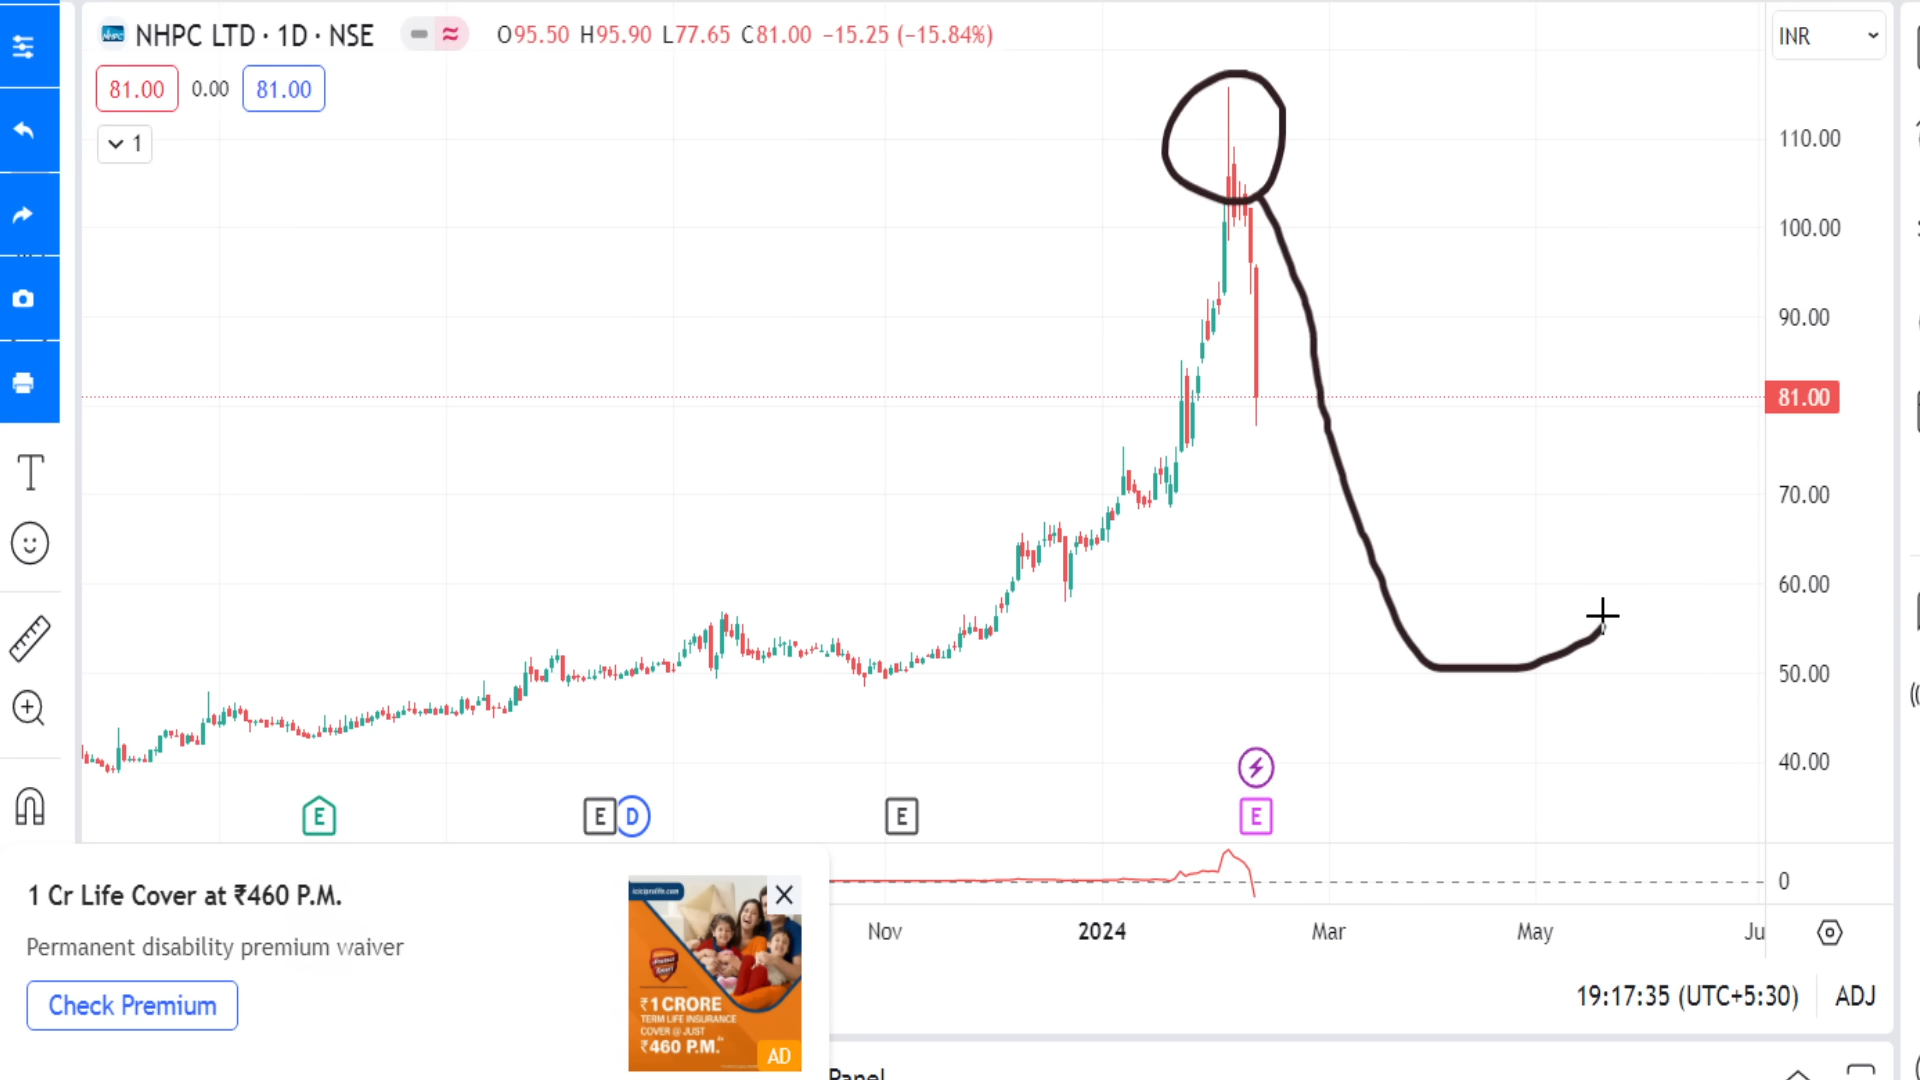 NHPC LTD · 1D · NSE
O95.50 H95.90 L77.65 C81.00 −15.25 (−15.84%)
INR
81.00 0.00 81.00
1
110.00
100.00
90.00
81.00
70.00
60.00
50.00
40.00
E
E
D
E
E
0
Nov
2024
Mar
May
Ju
19:17:35 (UTC+5:30)
ADJ
1 Cr Life Cover at ₹460 P.M.
Permanent disability premium waiver
Check Premium
iciciprulife.com
₹1 CRORE
TERM LIFE INSURANCE
COVER @ JUST
₹460 P.M.
AD
Panel